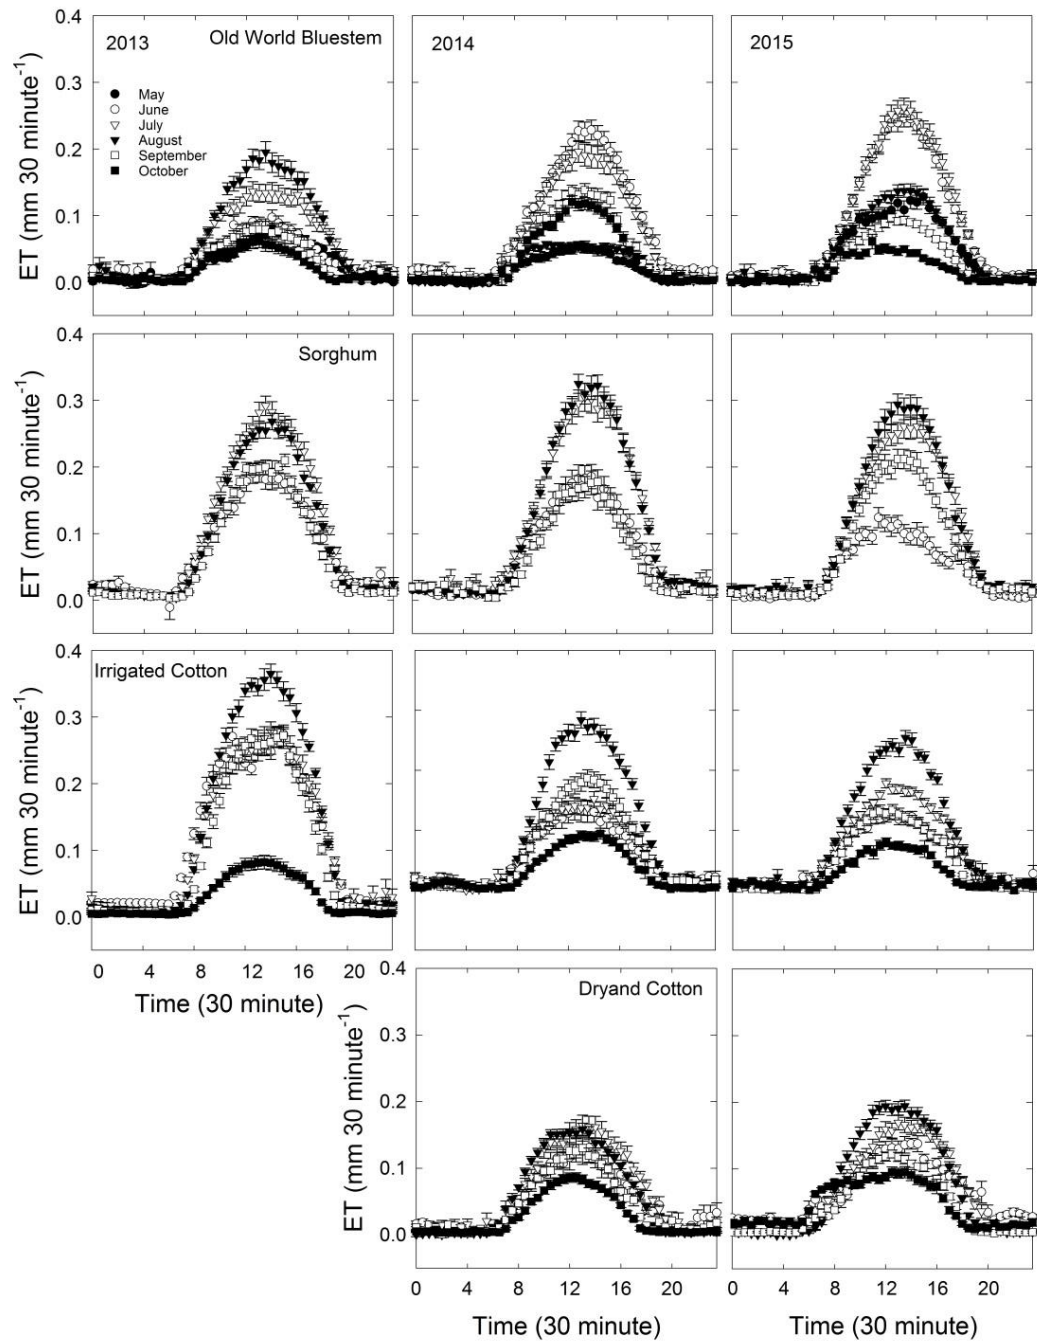 2013
Old World Bluestem
2014
2015
May
June
July
August
September
October
ET (mm 30 minute-1)
0.4
0.3
0.2
0.1
0.0
Sorghum
ET (mm 30 minute-1)
0.4
0.3
0.2
0.1
0.0
Irrigated Cotton
ET (mm 30 minute-1)
0.4
0.3
0.2
0.1
0.0
0 4 8 12 16 20
Time (30 minute)
Dryand Cotton
ET (mm 30 minute-1)
0.4
0.3
0.2
0.1
0.0
0 4 8 12 16 20
0 4 8 12 16 20
Time (30 minute)
Time (30 minute)